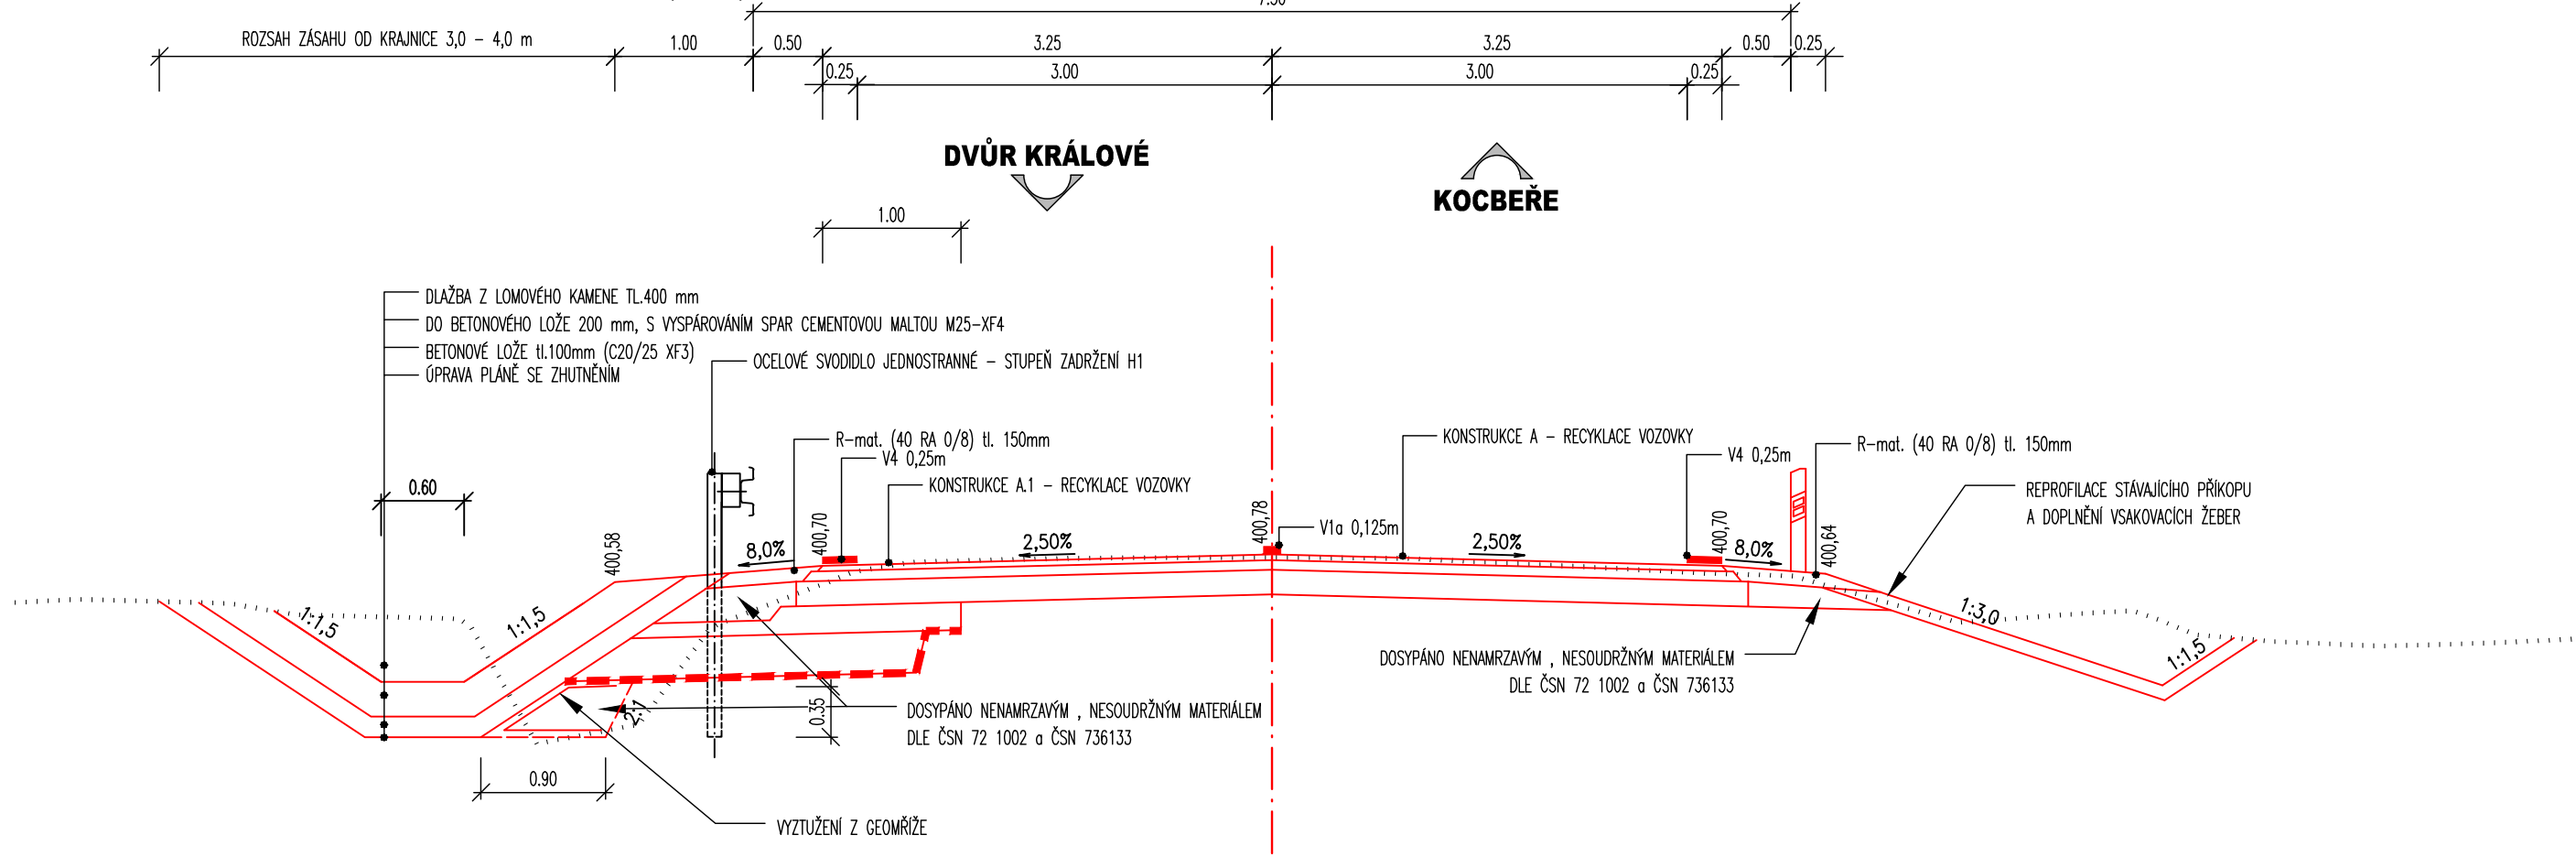 7.50
ROZSAH ZÁSAHU OD KRAJNICE 3,0 – 4,0 m
1.00
0.50
3.25
3.25
0.50
0.25
0.25
3.00
3.00
0.25
DVŮR KRÁLOVÉ
KOCBEŘE
1.00
DLAŽBA Z LOMOVÉHO KAMENE TL.400 mm
DO BETONOVÉHO LOŽE 200 mm, S VYSPÁROVÁNÍM SPAR CEMENTOVOU MALTOU M25-XF4
BETONOVÉ LOŽE tl.100mm (C20/25 XF3)
ÚPRAVA PLÁNĚ SE ZHUTNĚNÍM
OCELOVÉ SVODIDLO JEDNOSTRANNÉ – STUPEŇ ZADRŽENÍ H1
R-mat. (40 RA 0/8) tl. 150mm
V4 0,25m
KONSTRUKCE A.1 – RECYKLACE VOZOVKY
KONSTRUKCE A – RECYKLACE VOZOVKY
V4 0,25m
R-mat. (40 RA 0/8) tl. 150mm
REPROFILACE STÁVAJÍCÍHO PŘÍKOPU
A DOPLNĚNÍ VSAKOVACÍCH ŽEBER
0.60
400,58
8,0%
400,70
2,50%
400,78
V1a 0,125m
2,50%
400,70
8,0%
400,64
1:1,5
1:1,5
1:3,0
1:1,5
2:1
0.35
DOSYPÁNO NENAMRZAVÝM , NESOUDRŽNÝM MATERIÁLEM
DLE ČSN 72 1002 a ČSN 736133
DOSYPÁNO NENAMRZAVÝM , NESOUDRŽNÝM MATERIÁLEM
DLE ČSN 72 1002 a ČSN 736133
0.90
VYZTUŽENÍ Z GEOMŘÍŽE